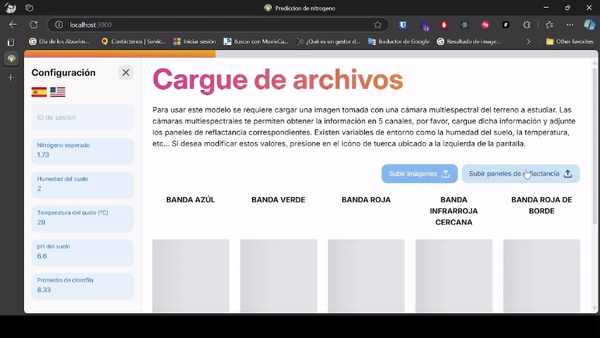 Prediccion de nitrogeno
localhost:3000
Día de los Abuelos...
Contáctenos | Servic...
Iniciar sesión
Buscar con MovieCa...
¿Qué es un gestor d...
Traductor de Google
Resultado de image...
Other favorites
Configuración
ID de sesión
Nitrógeno esperado
1.73
Humedad del suelo
2
Temperatura del suelo (°C)
29
pH del suelo
6.6
Promedio de clorofila
8.33
Cargue de archivos
Para usar este modelo se requiere cargar una imagen tomada con una cámara multiespectral del terreno a estudiar. Las
cámaras multiespectrales te permiten obtener la información en 5 canales, por favor, cargue dicha información y adjunte
los paneles de reflactancia correspondientes. Existen variables de entorno como la humedad del suelo, la temperatura,
etc... Si desea modificar estos valores, presione en el ícono de tuerca ubicado a la izquierda de la pantalla.
Subir imágenes
Subir paneles de reflactancia
BANDA AZÚL
BANDA VERDE
BANDA ROJA
BANDA
INFRARROJA
CERCANA
BANDA ROJA DE
BORDE